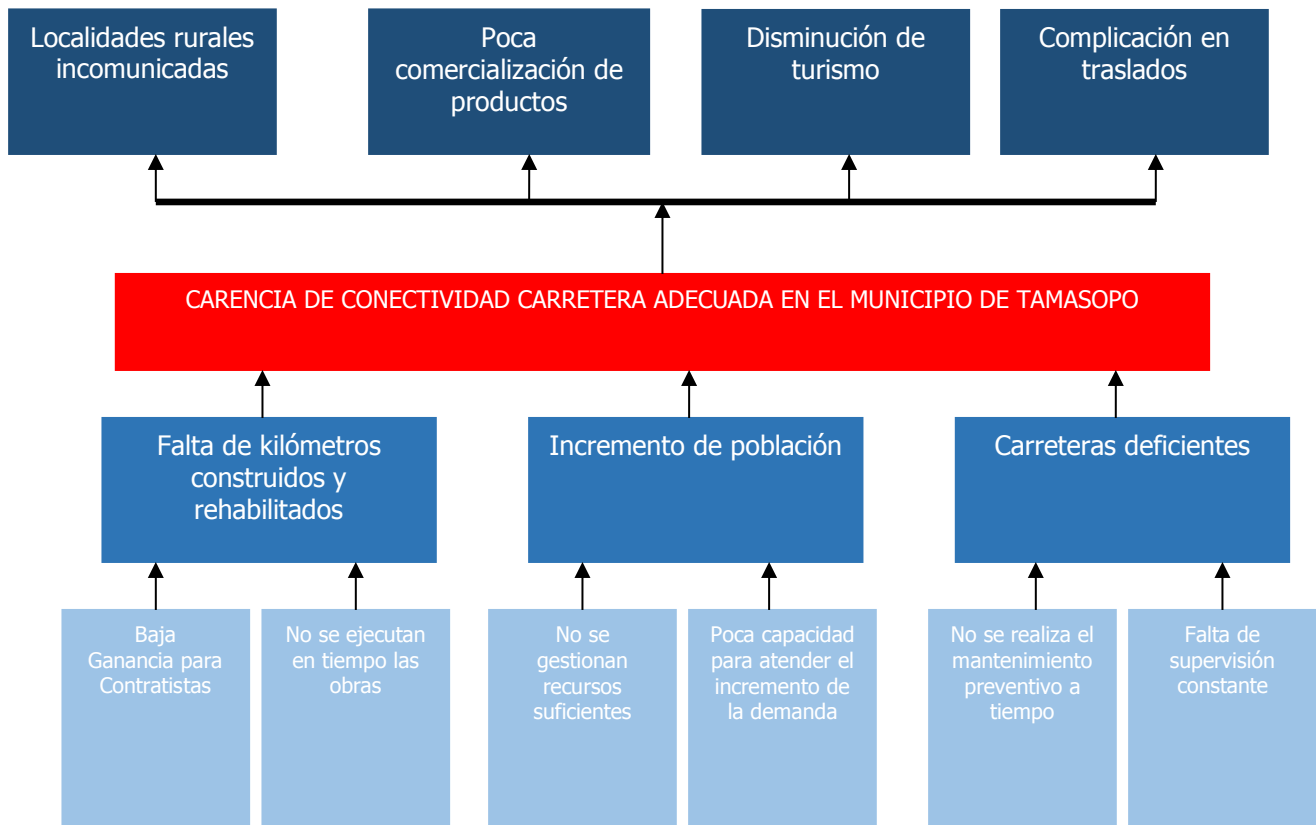 Localidades rurales
incomunicadas
Poca
comercialización de
productos
Disminución de
turismo
Complicación en
traslados
CARENCIA DE CONECTIVIDAD CARRETERA ADECUADA EN EL MUNICIPIO DE TAMASOPO
Falta de kilómetros
construidos y
rehabilitados
Incremento de población
Carreteras deficientes
Baja
Ganancia para
Contratistas
No se ejecutan
en tiempo las
obras
No se
gestionan
recursos
suficientes
Poca capacidad
para atender el
incremento de
la demanda
No se realiza el
mantenimiento
preventivo a
tiempo
Falta de
supervisión
constante